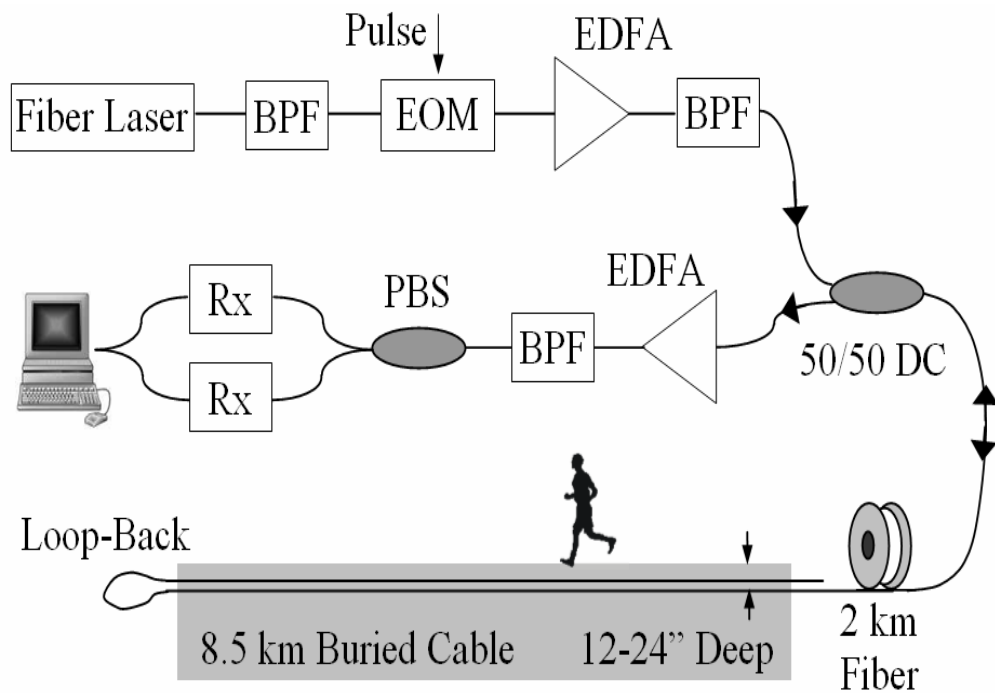 Pulse
EDFA
Fiber Laser
BPF
EOM
BPF
EDFA
PBS
Rx
BPF
50/50 DC
Rx
Loop-Back
8.5 km Buried Cable
12-24” Deep
2 km
Fiber